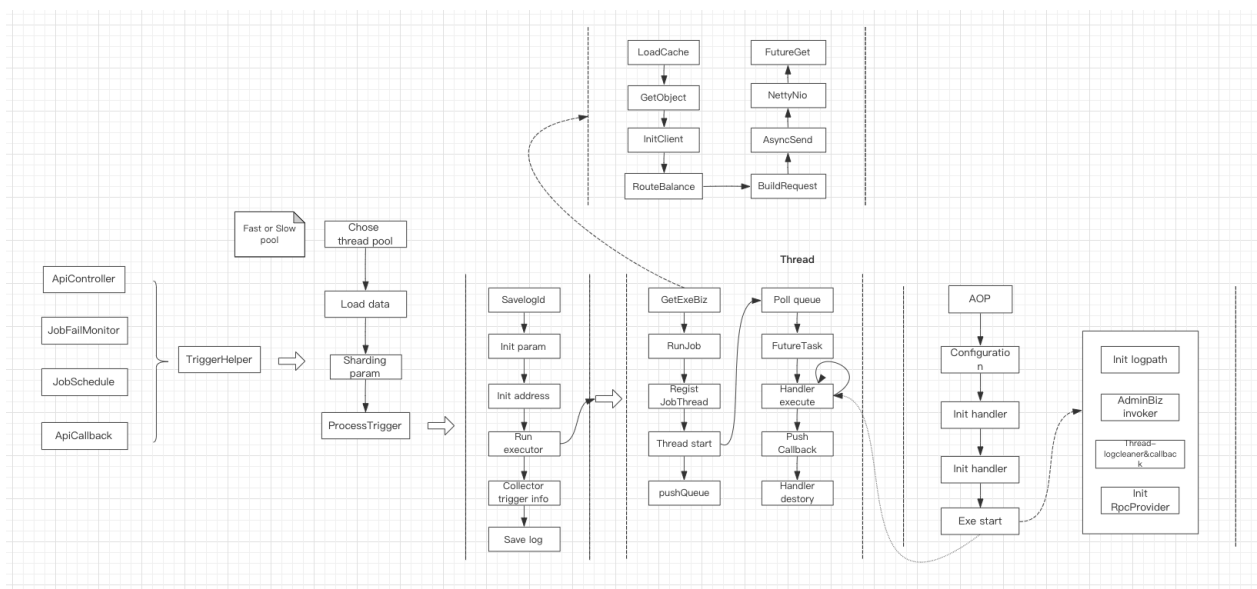 LoadCache
GetObject
InitClient
RouteBalance
FutureGet
NettyNio
AsyncSend
BuildRequest
Fast or Slow
pool
Chose
thread pool
Load data
Sharding
param
ProcessTrigger
ApiController
JobFailMonitor
JobSchedule
ApiCallback
TriggerHelper
SavelogId
Init param
Init address
Run
executor
Collector
trigger info
Save log
Thread
GetExeBiz
RunJob
Regist
JobThread
Thread start
pushQueue
Poll queue
FutureTask
Handler
execute
Push
Callback
Handler
destory
AOP
Configuratio
n
Init handler
Init handler
Exe start
Init logpath
AdminBiz
invoker
Thread-
logcleaner&callbac
k
Init
RpcProvider